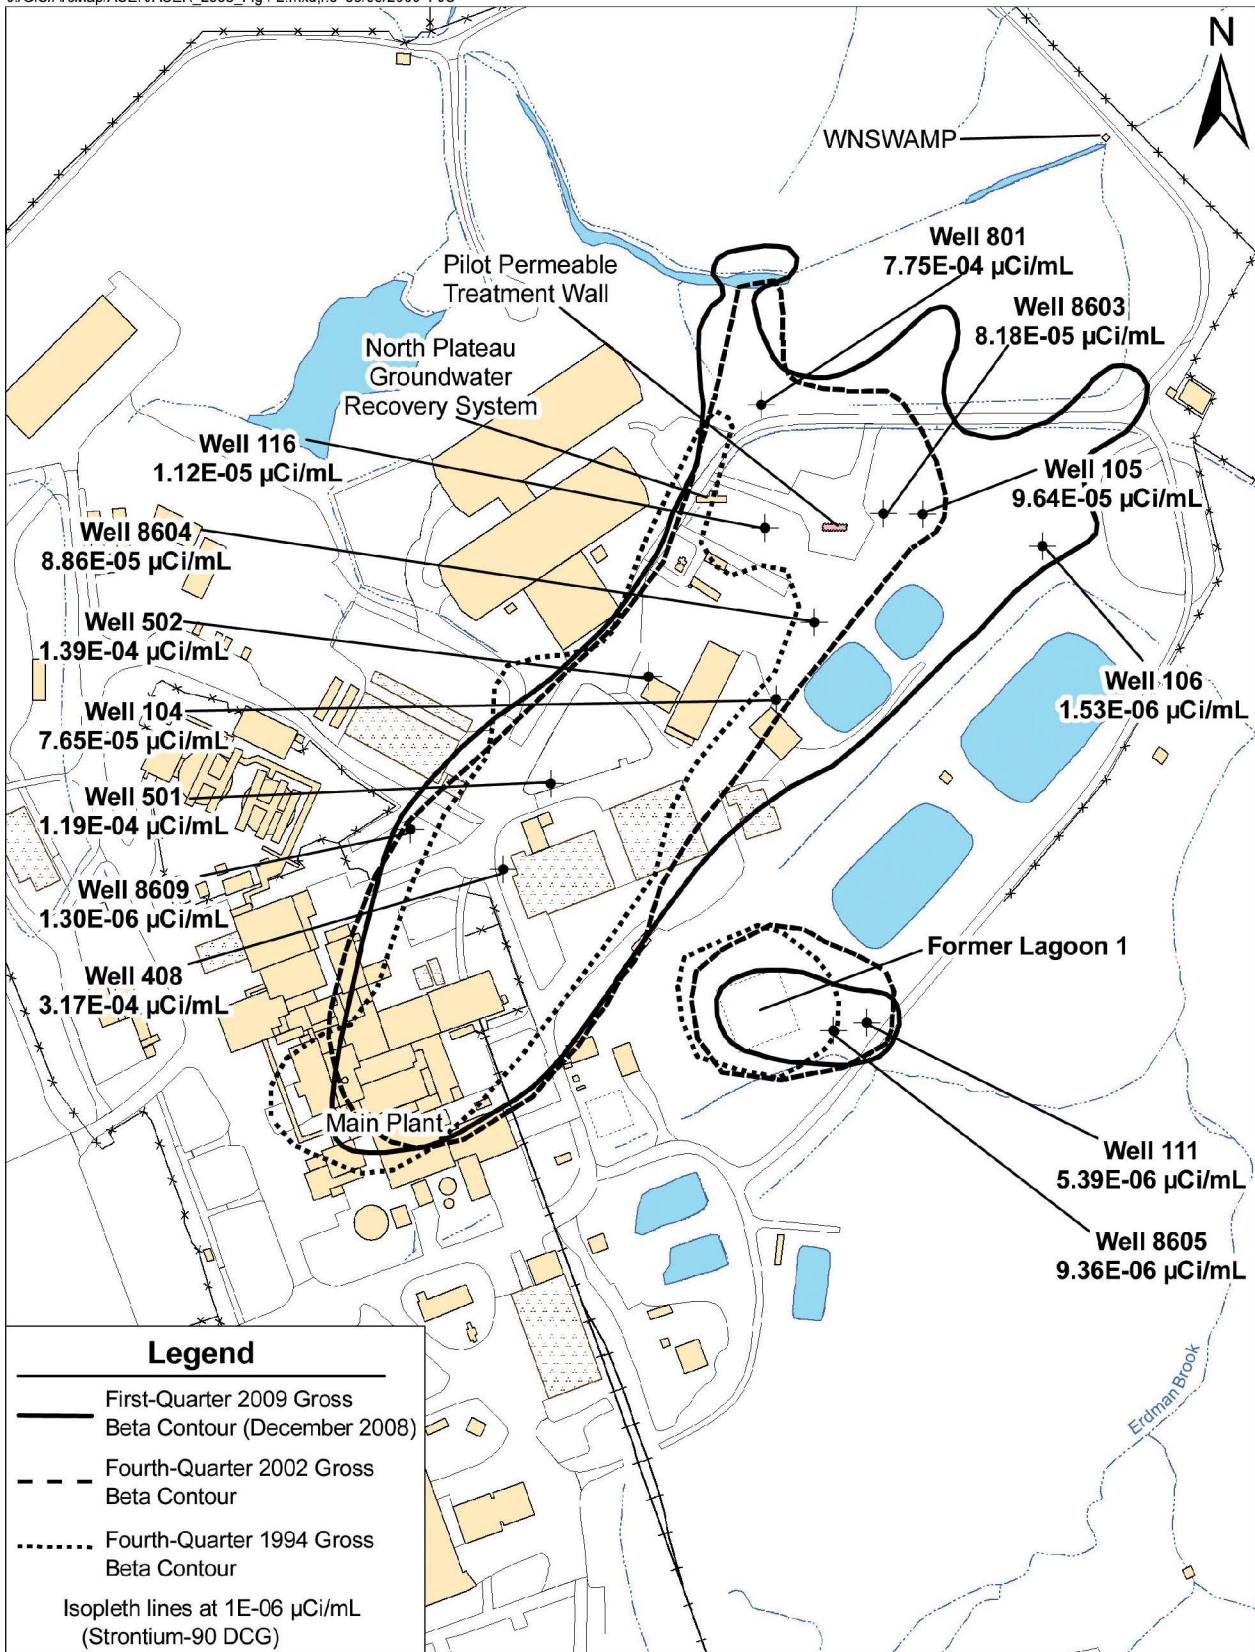 N
WNSWAMP
Well 801
7.75E-04 µCi/mL
Pilot Permeable
Treatment Wall
Well 8603
8.18E-05 µCi/mL
North Plateau
Groundwater
Recovery System
Well 116
1.12E-05 µCi/mL
Well 105
9.64E-05 µCi/mL
Well 8604
8.86E-05 µCi/mL
Well 502
1.39E-04 µCi/mL
Well 106
1.53E-06 µCi/mL
Well 104
7.65E-05 µCi/mL
Well 501
1.19E-04 µCi/mL
Well 8609
1.30E-06 µCi/mL
Former Lagoon 1
Well 408
3.17E-04 µCi/mL
Main Plant
Well 111
5.39E-06 µCi/mL
Well 8605
9.36E-06 µCi/mL
Erdman Brook
Legend
First-Quarter 2009 Gross
Beta Contour (December 2008)
Fourth-Quarter 2002 Gross
Beta Contour
Fourth-Quarter 1994 Gross
Beta Contour
Isopleth lines at 1E-06 µCi/mL
(Strontium-90 DCG)